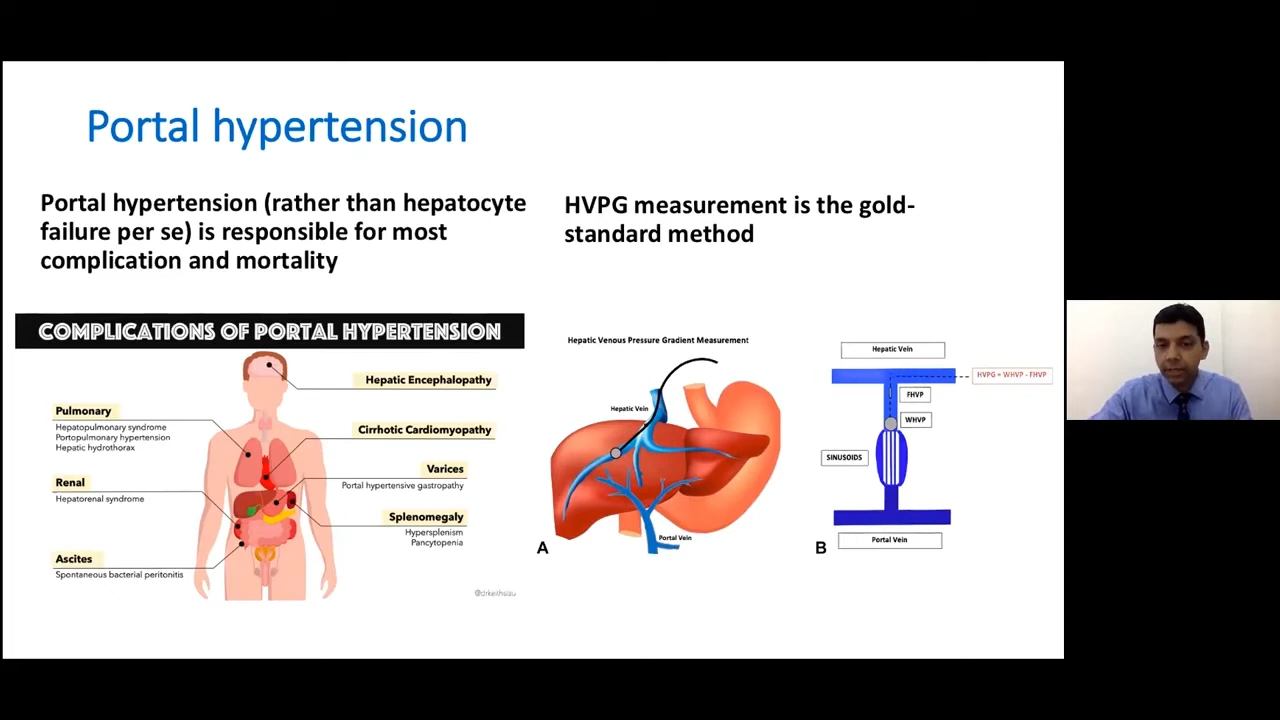 Portal hypertension
Portal hypertension (rather than hepatocyte
failure per se) is responsible for most
complication and mortality
HVPG measurement is the gold-
standard method
COMPLICATIONS OF PORTAL HYPERTENSION
Hepatic Encephalopathy
Pulmonary
Hepatopulmonary syndrome
Portopulmonary hypertension
Hepatic hydrothorax
Cirrhotic Cardiomyopathy
Varices
Portal hypertensive gastropathy
Renal
Hepatorenal syndrome
Splenomegaly
Hypersplenism
Pancytopenia
Ascites
Spontaneous bacterial peritonitis
Hepatic Venous Pressure Gradient Measurement
Hepatic Vein
Portal Vein
A
Hepatic Vein
HVPG = WHVP - FHVP
FHVP
WHVP
SINUSOIDS
Portal Vein
B